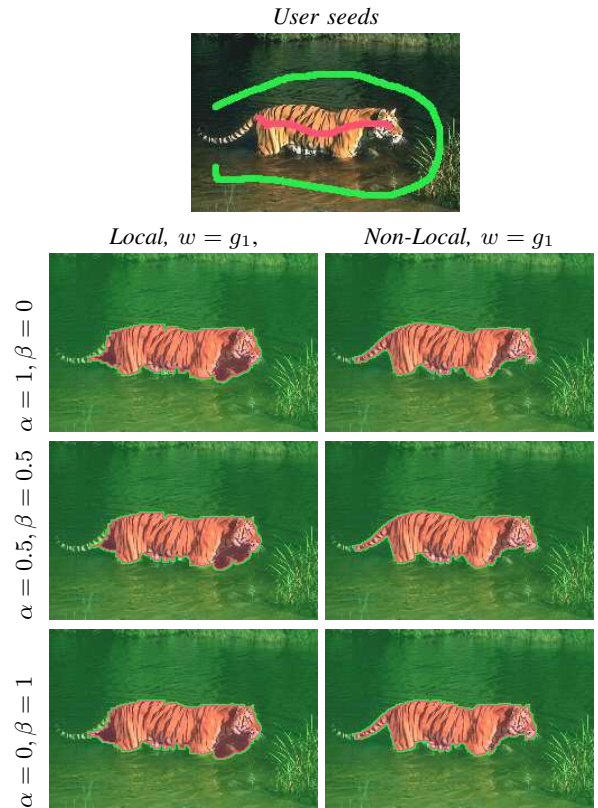 User seeds
Local, w = g₁,
Non-Local, w = g₁
α = 1, β = 0
α = 0.5, β = 0.5
α = 0, β = 1